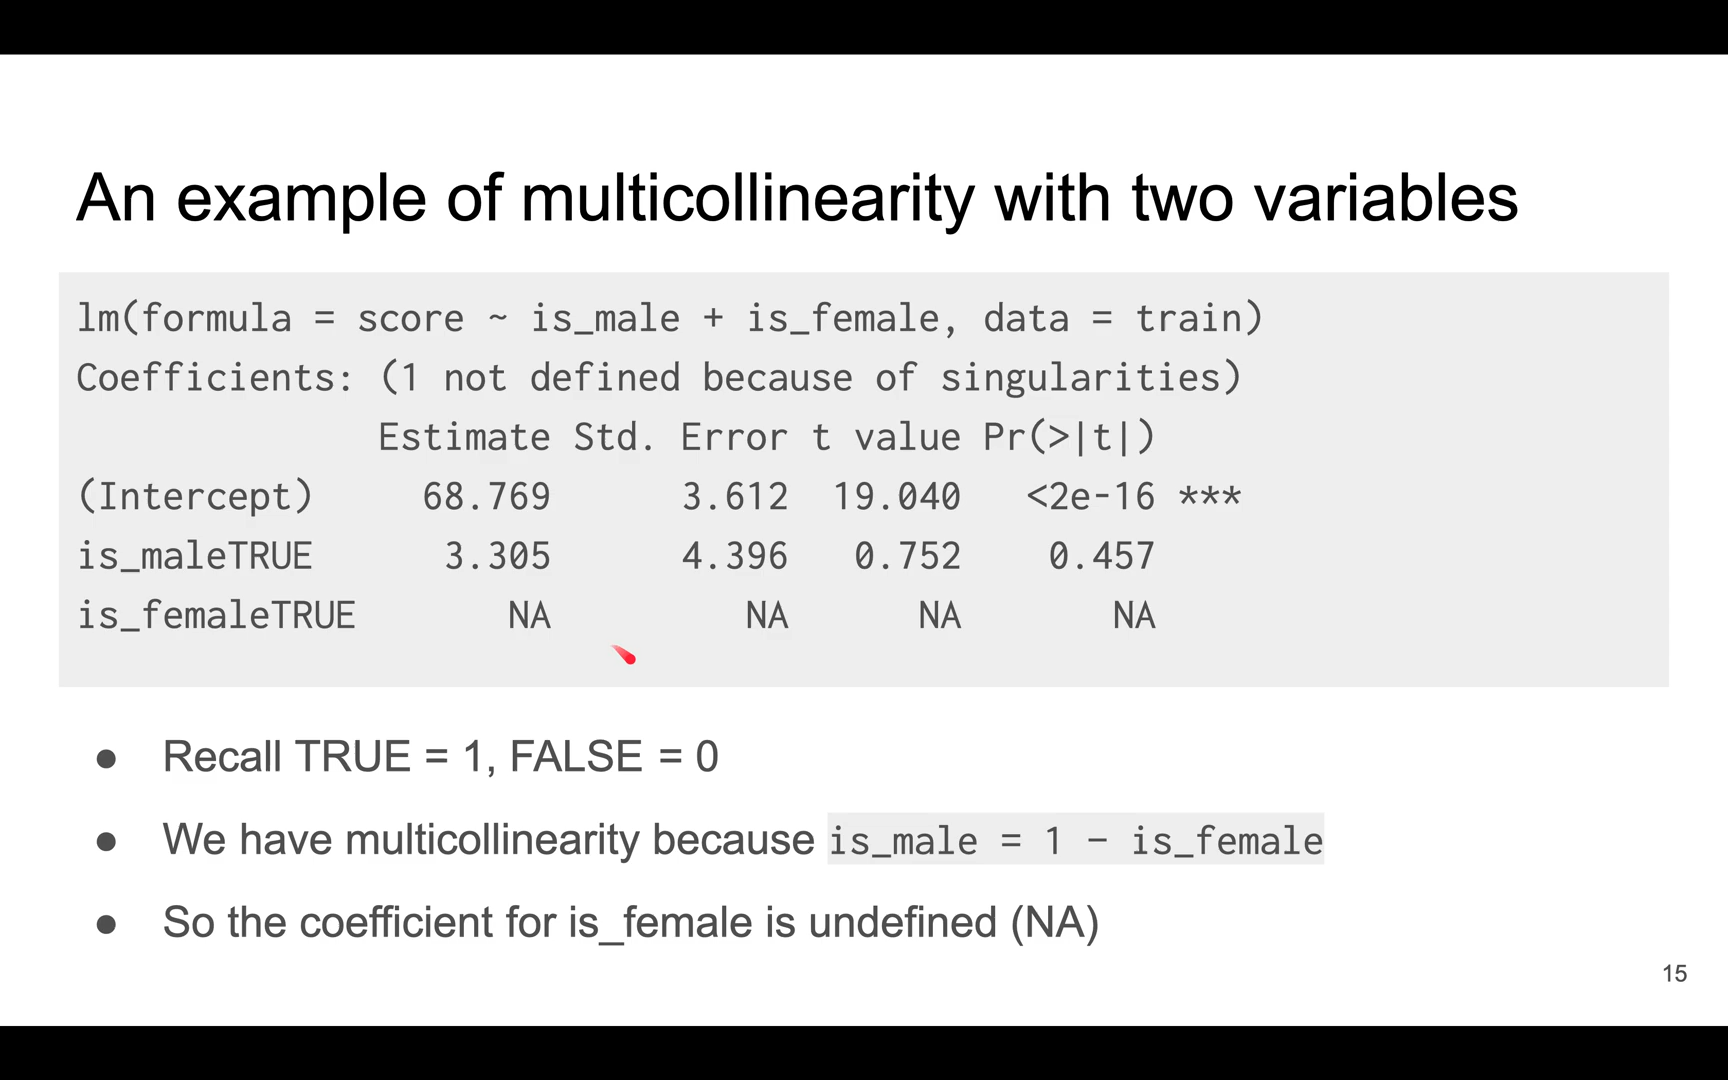 An example of multicollinearity with two variables
lm(formula = score ~ is_male + is_female, data = train)
Coefficients: (1 not defined because of singularities)
Estimate Std. Error t value Pr(>|t|)
(Intercept) 68.769 3.612 19.040 <2e-16 ***
is_maleTRUE 3.305 4.396 0.752 0.457
is_femaleTRUE NA NA NA NA
● Recall TRUE = 1, FALSE = 0
● We have multicollinearity because is_male = 1 − is_female
● So the coefficient for is_female is undefined (NA)
15